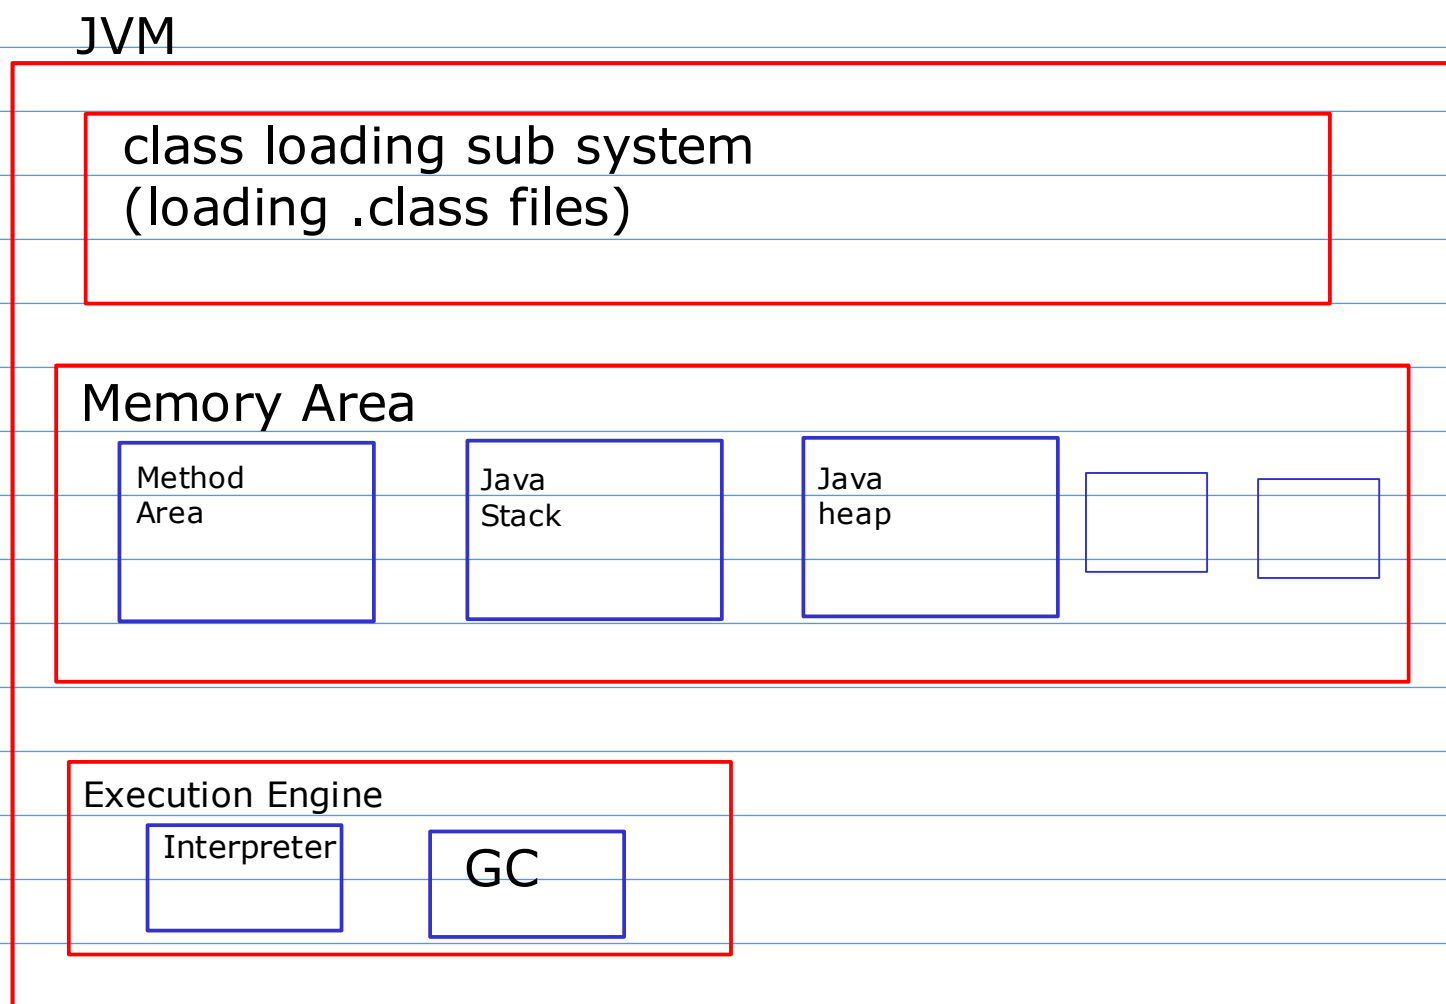 JVM
class loading sub system
(loading .class files)
Memory Area
Method
Area
Java
Stack
Java
heap
Execution Engine
Interpreter
GC